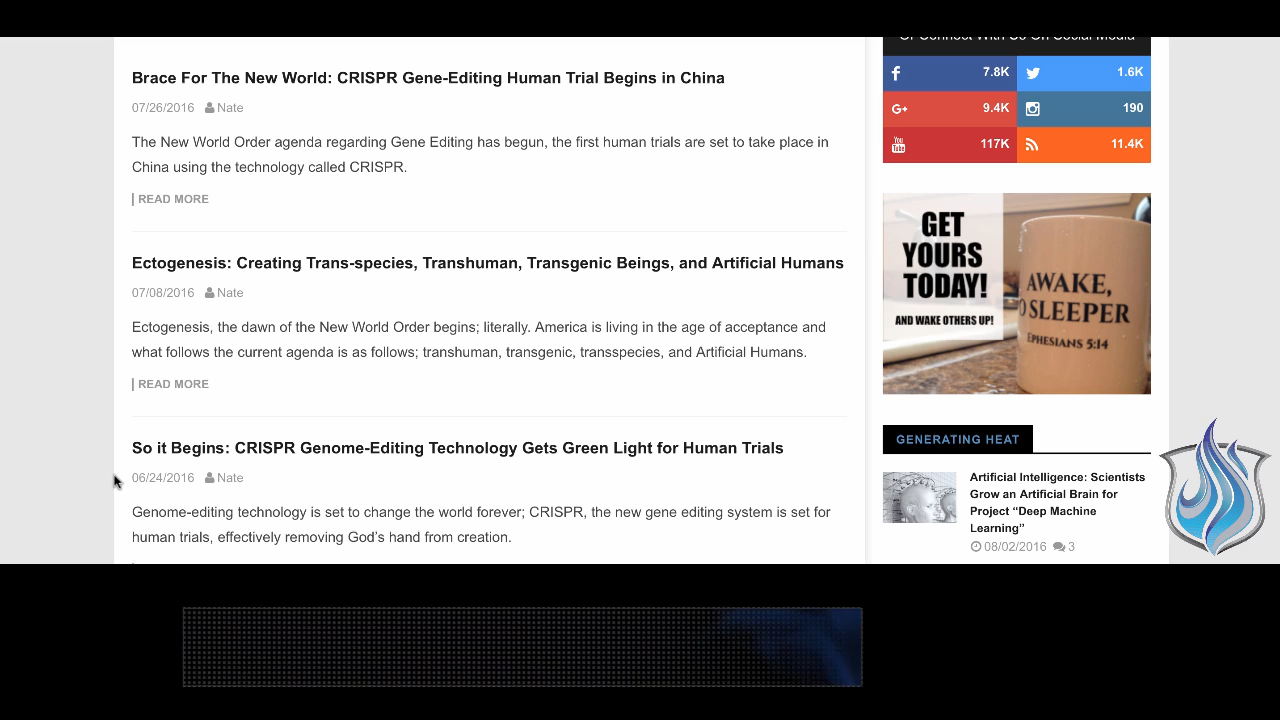 Or Connect With Us On Social Media
Brace For The New World: CRISPR Gene-Editing Human Trial Begins in China
07/26/2016 Nate
The New World Order agenda regarding Gene Editing has begun, the first human trials are set to take place in
China using the technology called CRISPR.
READ MORE
Ectogenesis: Creating Trans-species, Transhuman, Transgenic Beings, and Artificial Humans
07/08/2016 Nate
Ectogenesis, the dawn of the New World Order begins; literally. America is living in the age of acceptance and
what follows the current agenda is as follows; transhuman, transgenic, transspecies, and Artificial Humans.
READ MORE
So it Begins: CRISPR Genome-Editing Technology Gets Green Light for Human Trials
06/24/2016 Nate
Genome-editing technology is set to change the world forever; CRISPR, the new gene editing system is set for
human trials, effectively removing God's hand from creation.
7.8K 1.6K
G+ 9.4K 190
You Tube 117K 11.4K
GET
YOURS
TODAY!
AND WAKE OTHERS UP!
AWAKE,
O SLEEPER
EPHESIANS 5:14
GENERATING HEAT
Artificial Intelligence: Scientists
Grow an Artificial Brain for
Project “Deep Machine
Learning”
08/02/2016 3